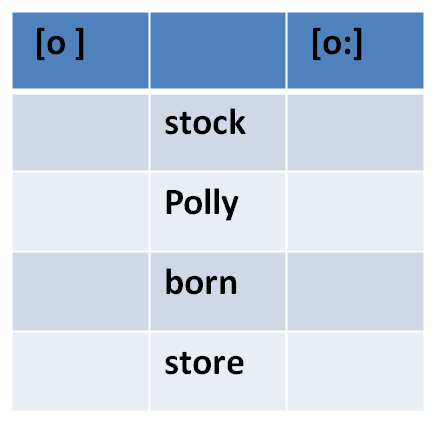 [o ] [o:]
stock
Polly
born
store